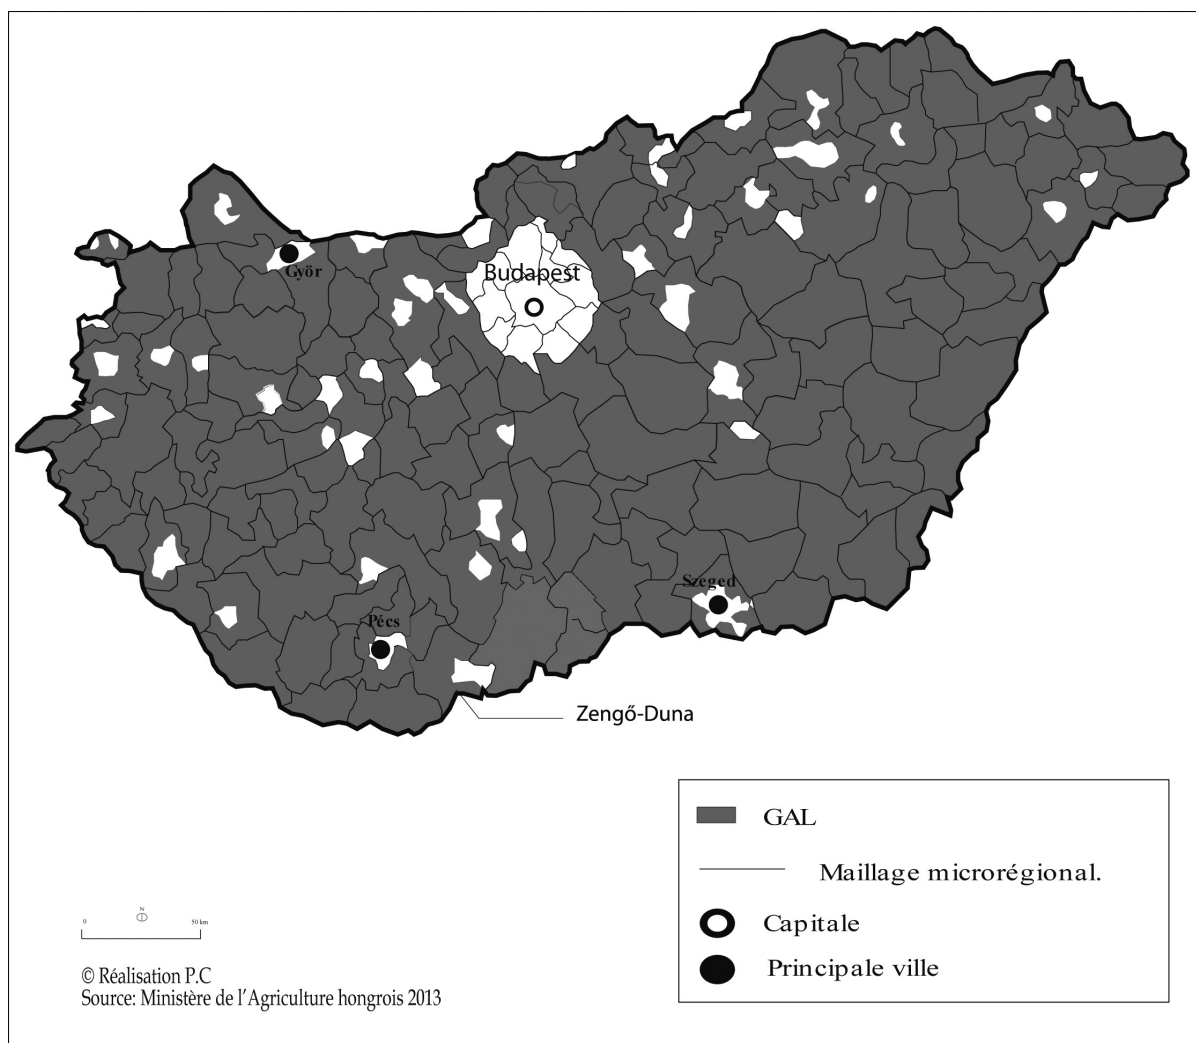 Budapest
Györ
Szeged
Pécs
Zengő-Duna
GAL
Maillage microrégional.
Capitale
Principale ville
N
0 50 km
© Réalisation P.C
Source: Ministère de l'Agriculture hongrois 2013